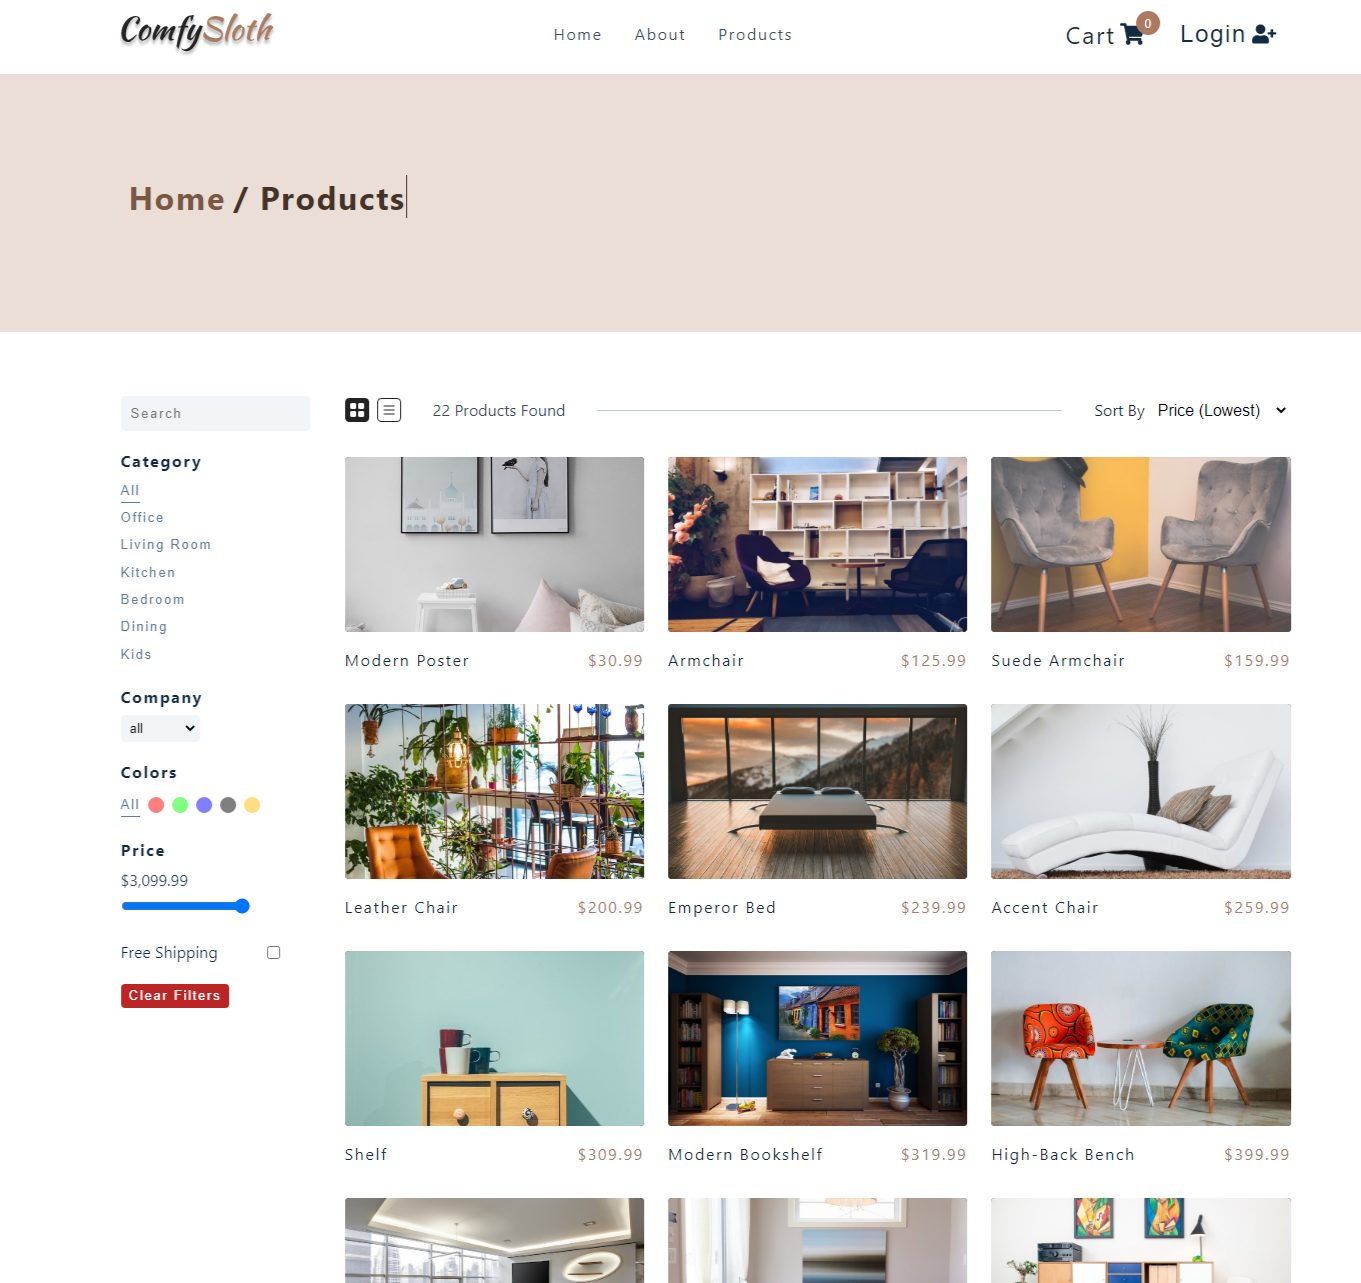 ComfySloth
Home About Products
Cart 0 Login
Home / Products
Search
22 Products Found
Sort By Price (Lowest)
Category
All
Office
Living Room
Kitchen
Bedroom
Dining
Kids
Company
all
Colors
All
Price
$3,099.99
Free Shipping
Clear Filters
Modern Poster $30.99
Armchair $125.99
Suede Armchair $159.99
Leather Chair $200.99
Emperor Bed $239.99
Accent Chair $259.99
Shelf $309.99
Modern Bookshelf $319.99
High-Back Bench $399.99